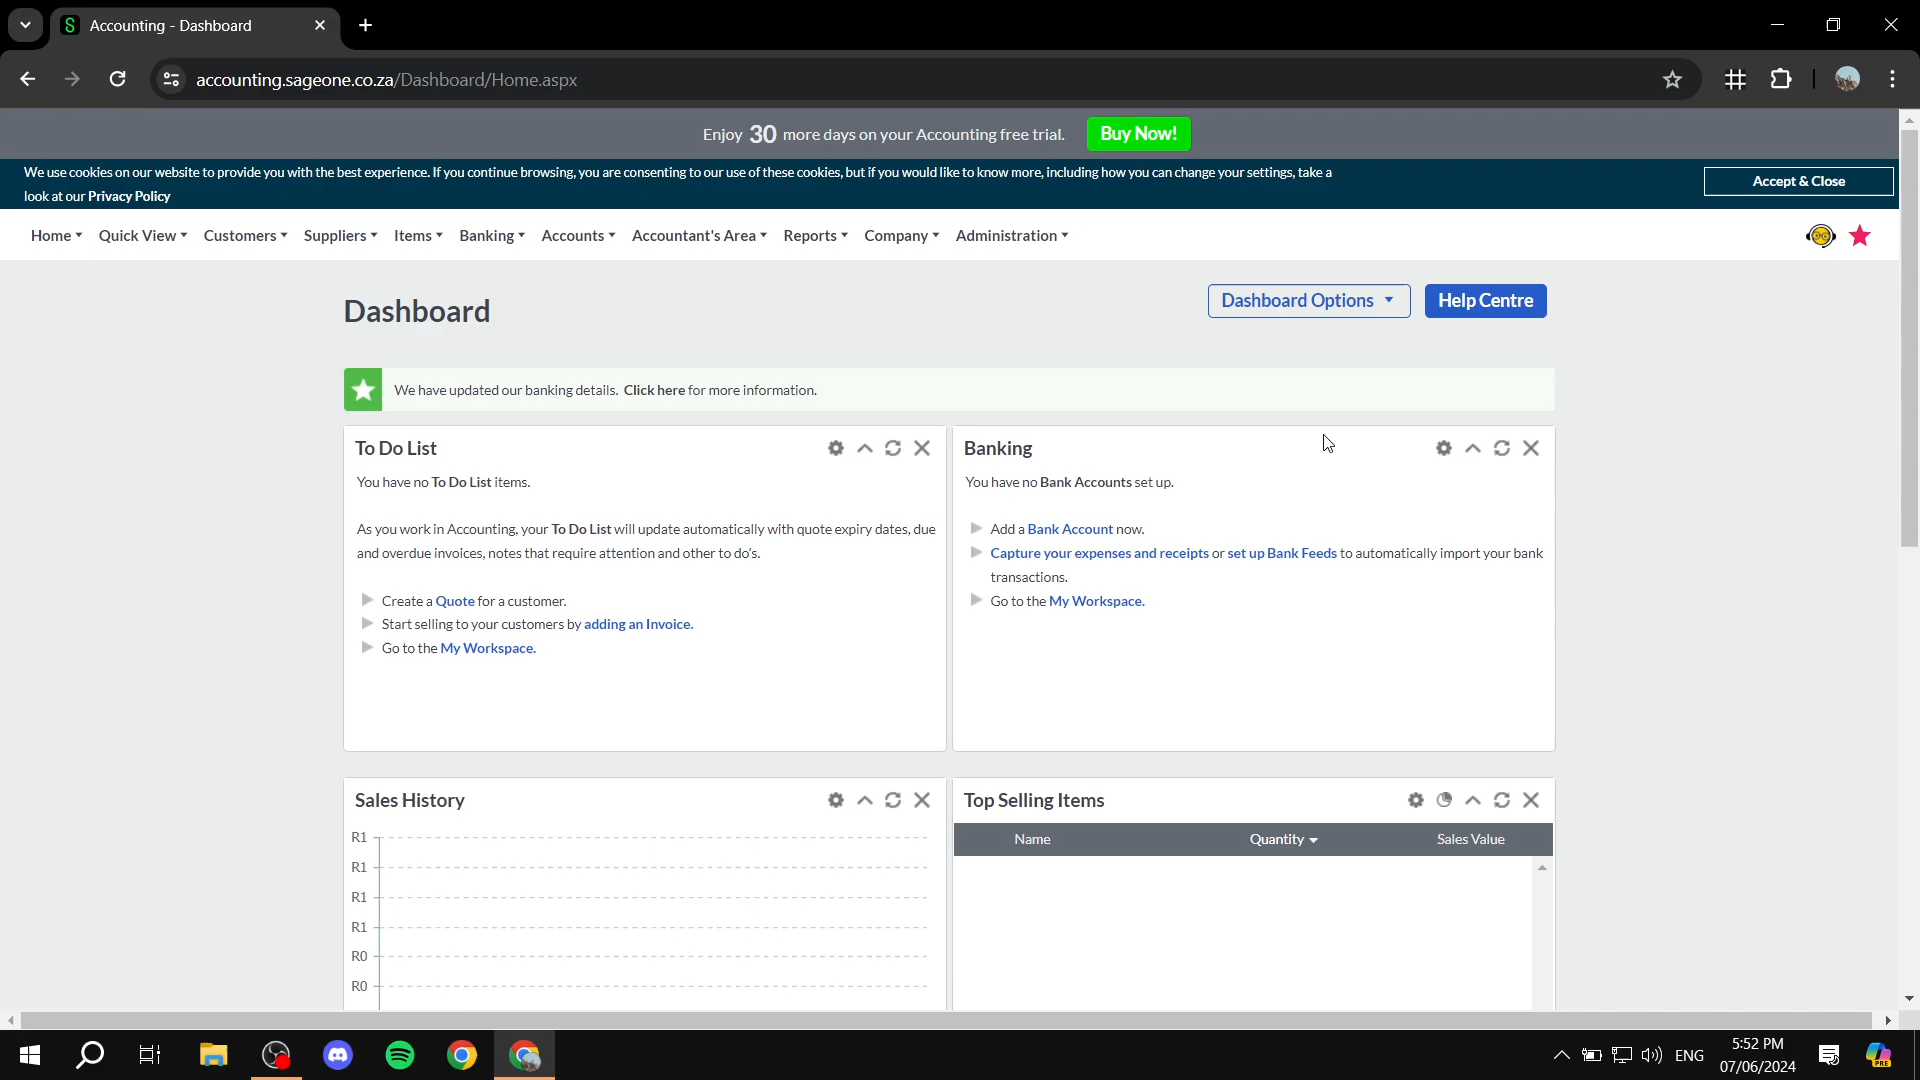 Accounting - Dashboard
accounting.sageone.co.za/Dashboard/Home.aspx
Enjoy 30 more days on your Accounting free trial. Buy Now!
We use cookies on our website to provide you with the best experience. If you continue browsing, you are consenting to our use of these cookies, but if you would like to know more, including how you can change your settings, take a
look at our Privacy Policy
Accept & Close
Home Quick View Customers Suppliers Items Banking Accounts Accountant's Area Reports Company Administration
Dashboard
Dashboard Options Help Centre
We have updated our banking details. Click here for more information.
To Do List
You have no To Do List items.
As you work in Accounting, your To Do List will update automatically with quote expiry dates, due
and overdue invoices, notes that require attention and other to do's.
Create a Quote for a customer.
Start selling to your customers by adding an Invoice.
Go to the My Workspace.
Banking
You have no Bank Accounts set up.
Add a Bank Account now.
Capture your expenses and receipts or set up Bank Feeds to automatically import your bank
transactions.
Go to the My Workspace.
Sales History
R1
R1
R1
R1
R0
R0
Top Selling Items
Name Quantity Sales Value
ENG
5:52 PM
07/06/2024
PRE